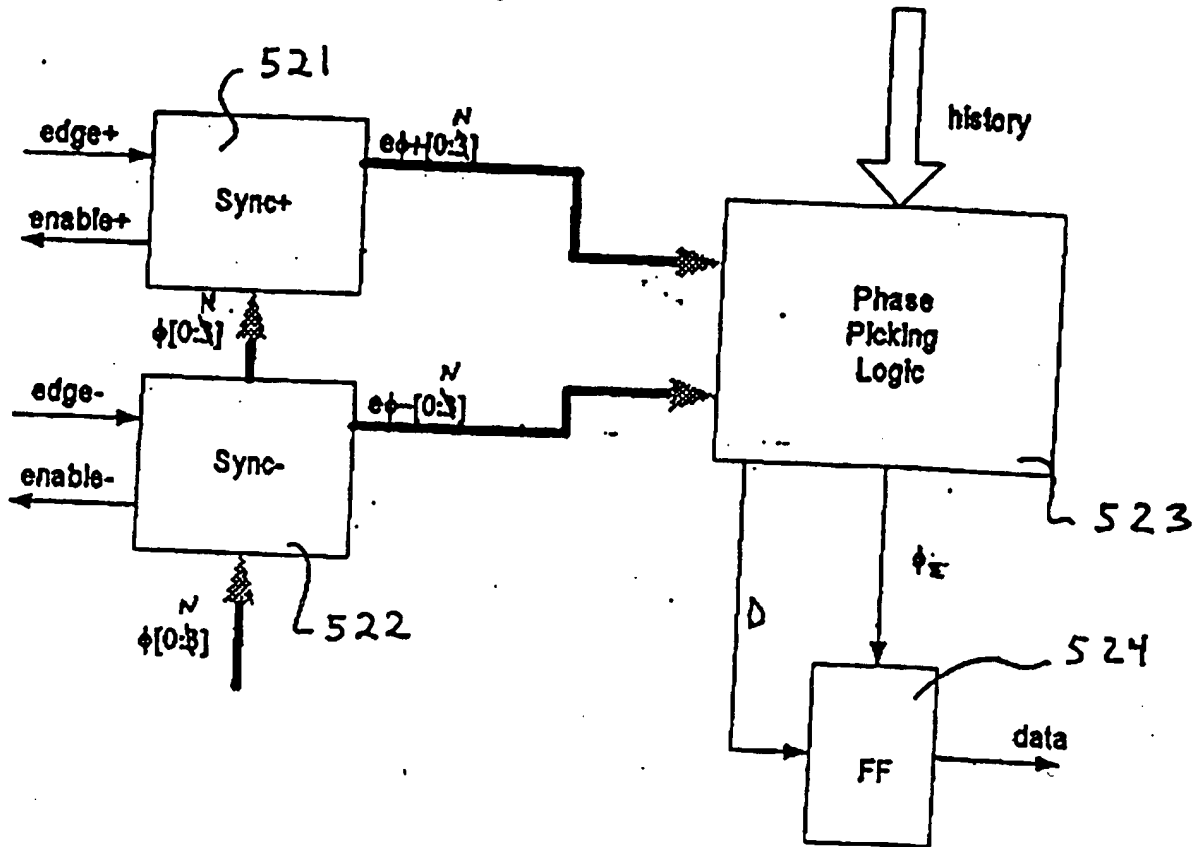 521
edge+
Sync+
enable+
N
eϕ+[0:3]
history
N
ϕ[0:3]
Phase
Picking
Logic
edge-
Sync-
enable-
N
eϕ-[0:3]
523
N
ϕ[0:3]
522
D
524
FF
data